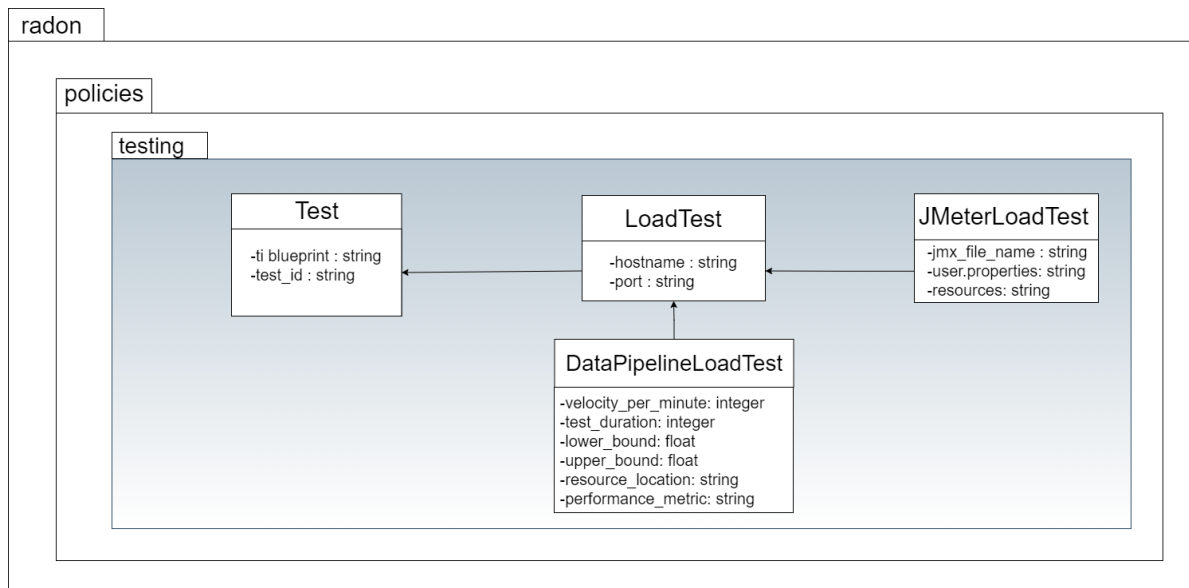 radon
policies
testing
Test
-ti blueprint : string
-test_id : string
LoadTest
-hostname : string
-port : string
JMeterLoadTest
-jmx_file_name : string
-user.properties: string
-resources: string
DataPipelineLoadTest
-velocity_per_minute: integer
-test_duration: integer
-lower_bound: float
-upper_bound: float
-resource_location: string
-performance_metric: string